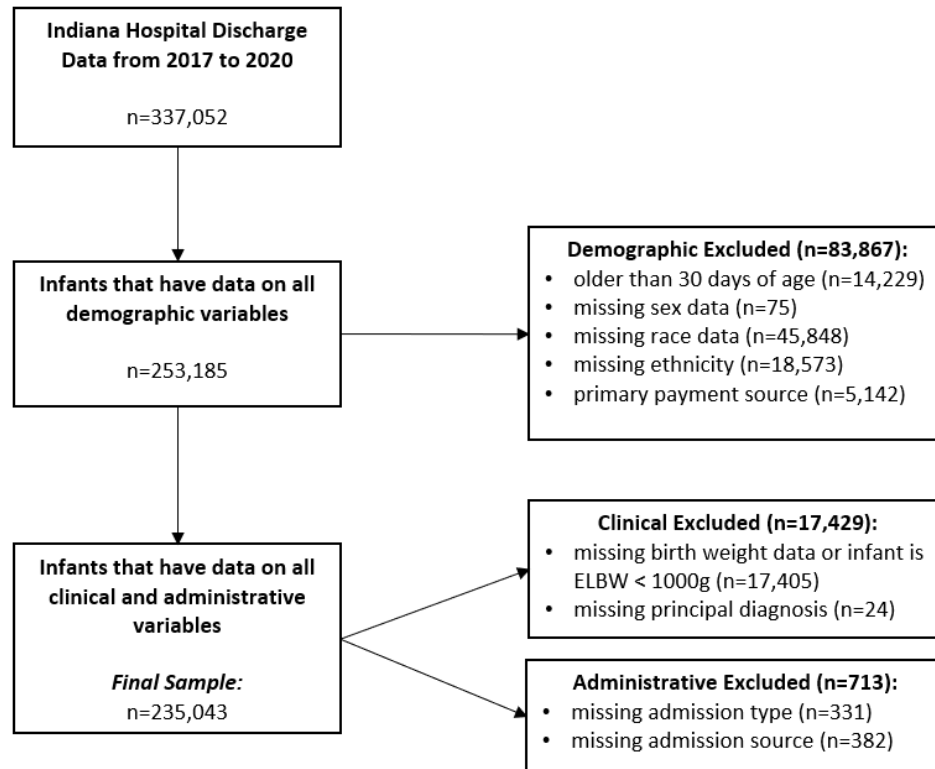 Indiana Hospital Discharge
Data from 2017 to 2020
n=337,052
Infants that have data on all
demographic variables
n=253,185
Demographic Excluded (n=83,867):
• older than 30 days of age (n=14,229)
• missing sex data (n=75)
• missing race data (n=45,848)
• missing ethnicity (n=18,573)
• primary payment source (n=5,142)
Infants that have data on all
clinical and administrative
variables
Final Sample:
n=235,043
Clinical Excluded (n=17,429):
• missing birth weight data or infant is
ELBW < 1000g (n=17,405)
• missing principal diagnosis (n=24)
Administrative Excluded (n=713):
• missing admission type (n=331)
• missing admission source (n=382)